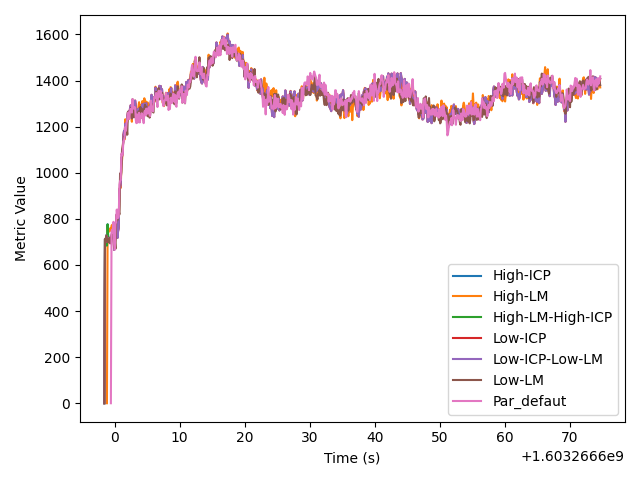 1600
1400
1200
1000
800
600
400
200
0
Metric Value
High-ICP
High-LM
High-LM-High-ICP
Low-ICP
Low-ICP-Low-LM
Low-LM
Par_defaut
0 10 20 30 40 50 60 70
Time (s)
+1.6032666e9